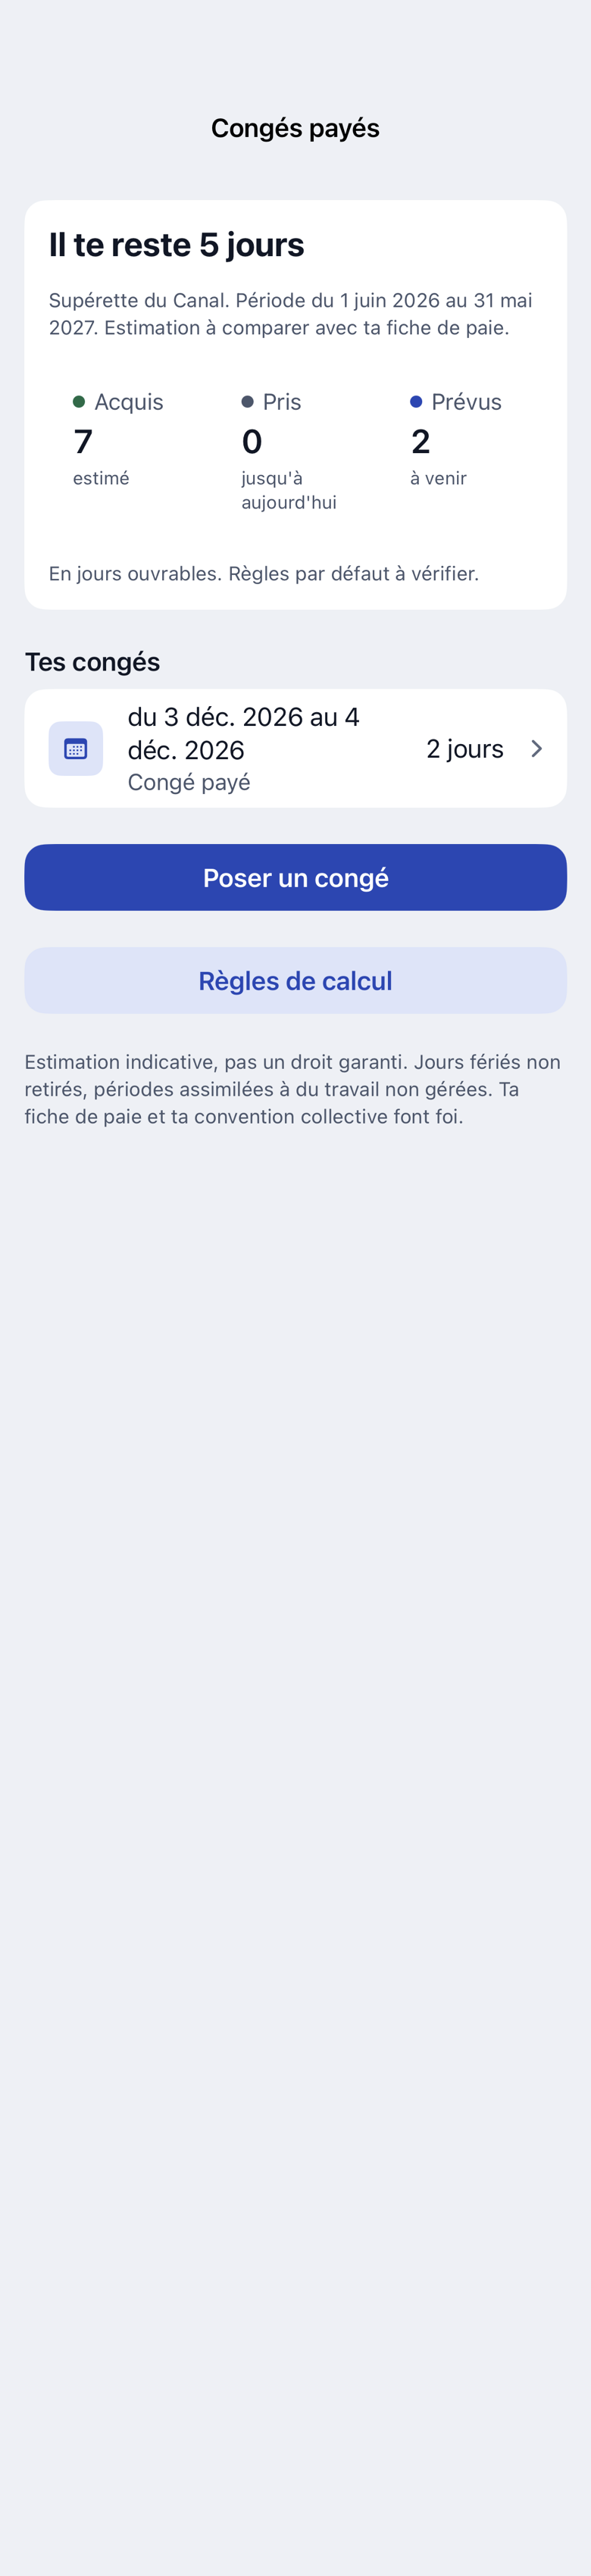 Congés payés
Il te reste 5 jours
Supérette du Canal. Période du 1 juin 2026 au 31 mai
2027. Estimation à comparer avec ta fiche de paie.
Acquis
7
estimé
Pris
0
jusqu'à
aujourd'hui
Prévus
2
à venir
En jours ouvrables. Règles par défaut à vérifier.
Tes congés
du 3 déc. 2026 au 4
déc. 2026
Congé payé
2 jours
Poser un congé
Règles de calcul
Estimation indicative, pas un droit garanti. Jours fériés non
retirés, périodes assimilées à du travail non gérées. Ta
fiche de paie et ta convention collective font foi.